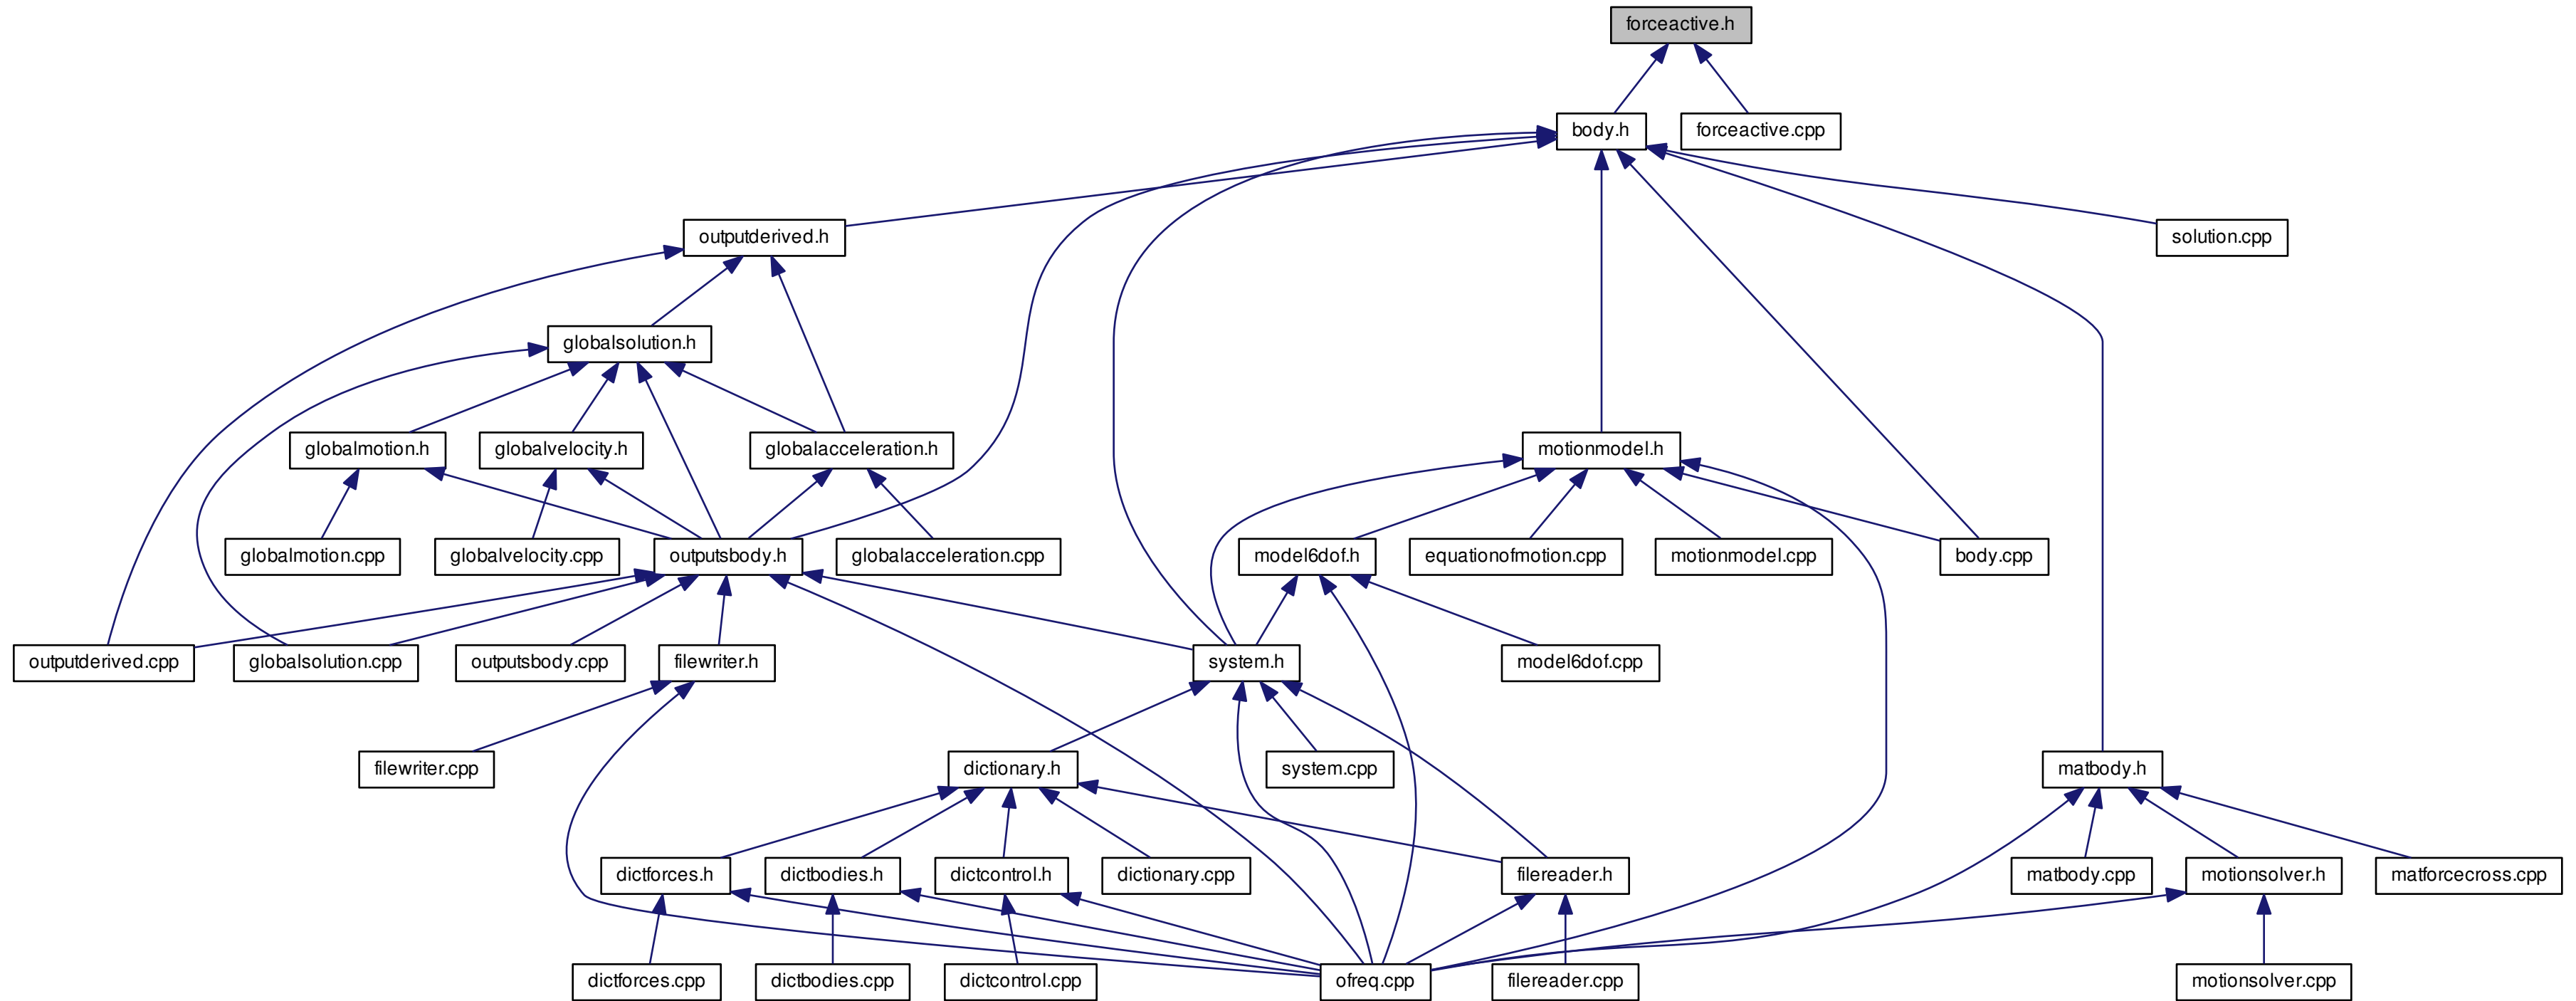 forceactive.h
body.h
forceactive.cpp
outputderived.h
solution.cpp
globalsolution.h
globalmotion.h
globalvelocity.h
globalacceleration.h
motionmodel.h
globalmotion.cpp
globalvelocity.cpp
outputsbody.h
globalacceleration.cpp
model6dof.h
equationofmotion.cpp
motionmodel.cpp
body.cpp
outputderived.cpp
globalsolution.cpp
outputsbody.cpp
filewriter.h
system.h
model6dof.cpp
filewriter.cpp
dictionary.h
system.cpp
matbody.h
dictforces.h
dictbodies.h
dictcontrol.h
dictionary.cpp
filereader.h
matbody.cpp
motionsolver.h
matforcecross.cpp
dictforces.cpp
dictbodies.cpp
dictcontrol.cpp
ofreq.cpp
filereader.cpp
motionsolver.cpp